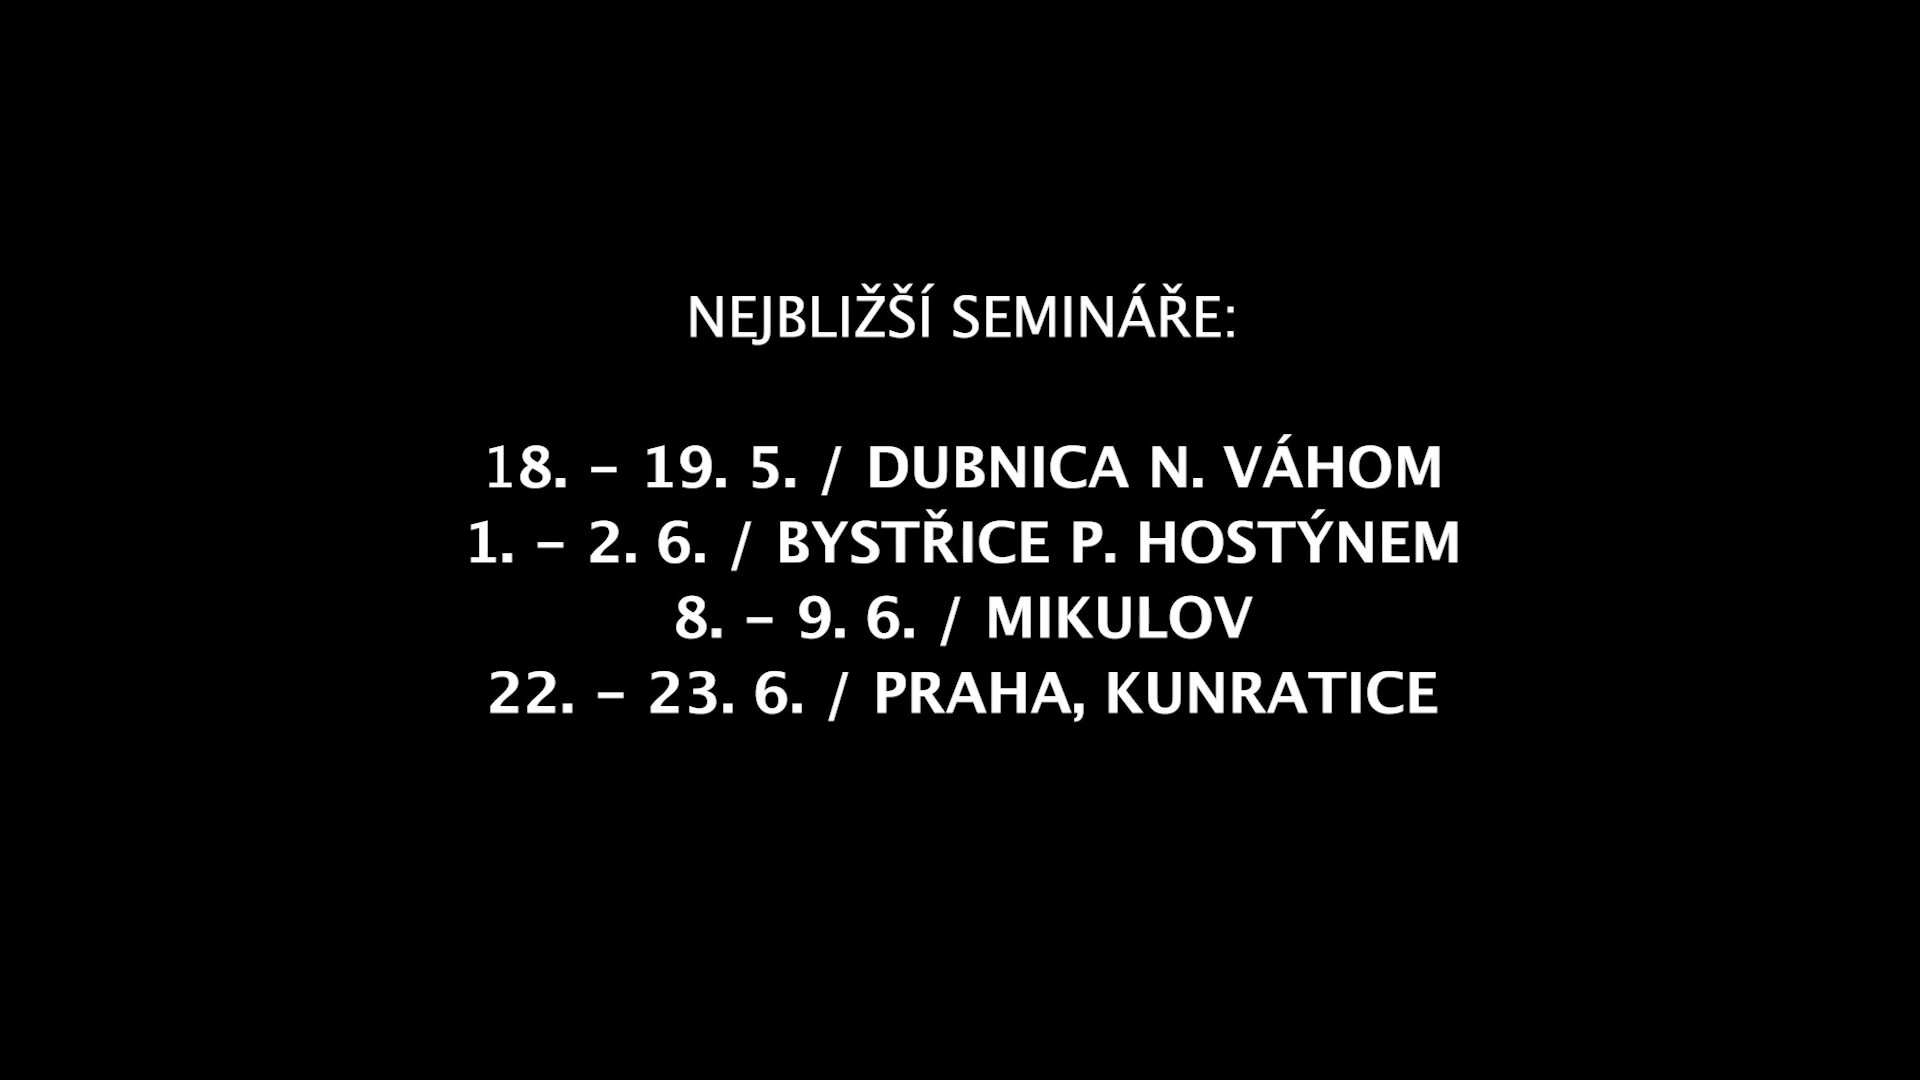 NEJBLIŽŠÍ SEMINÁŘE:
18. – 19. 5. / DUBNICA N. VÁHOM
1. – 2. 6. / BYSTŘICE P. HOSTÝNEM
8. – 9. 6. / MIKULOV
22. – 23. 6. / PRAHA, KUNRATICE